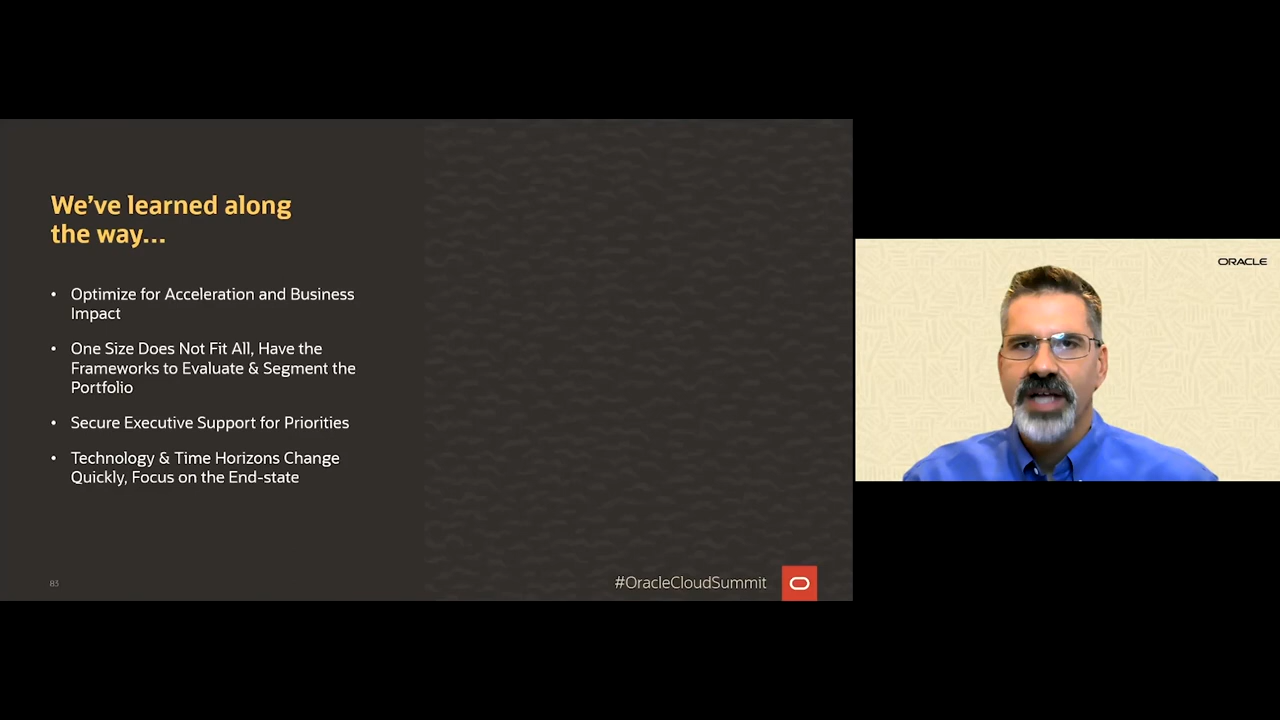 We've learned along
the way...
• Optimize for Acceleration and Business
Impact
• One Size Does Not Fit All, Have the
Frameworks to Evaluate & Segment the
Portfolio
• Secure Executive Support for Priorities
• Technology & Time Horizons Change
Quickly, Focus on the End-state
83
#OracleCloudSummit
ORACLE